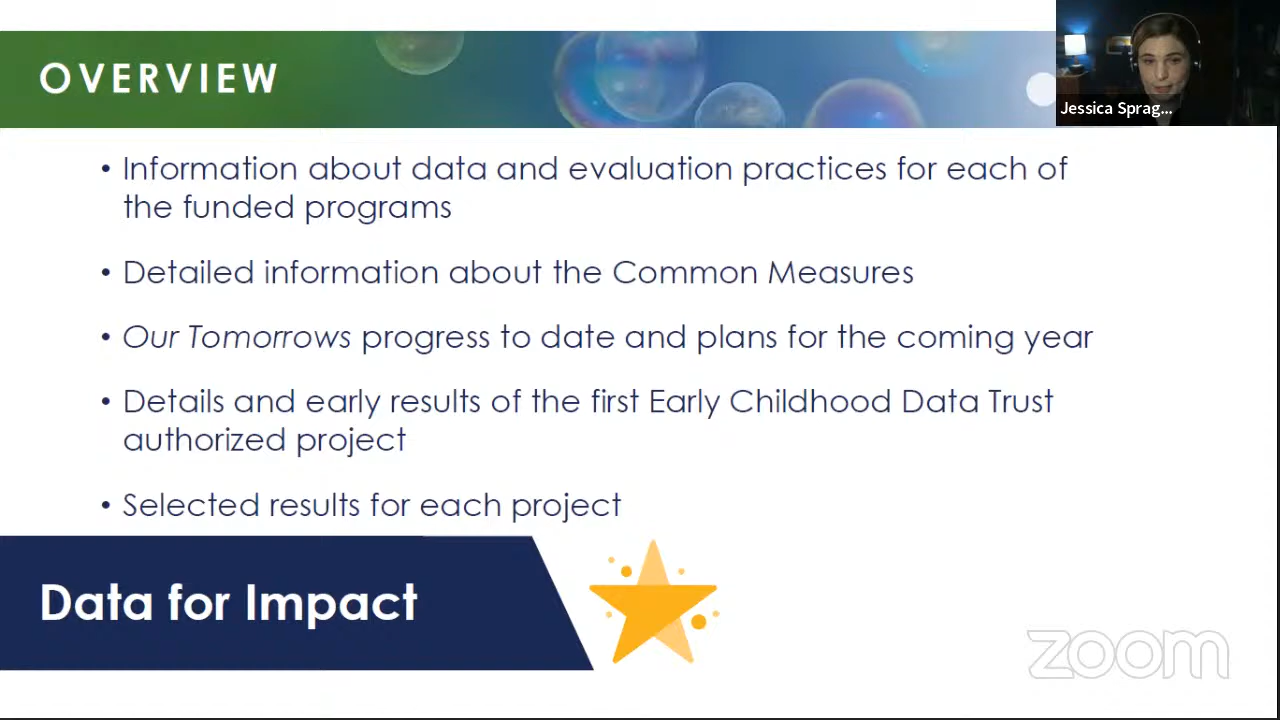 OVERVIEW
Jessica Sprag...
• Information about data and evaluation practices for each of
the funded programs
• Detailed information about the Common Measures
• Our Tomorrows progress to date and plans for the coming year
• Details and early results of the first Early Childhood Data Trust
authorized project
• Selected results for each project
Data for Impact
zoom